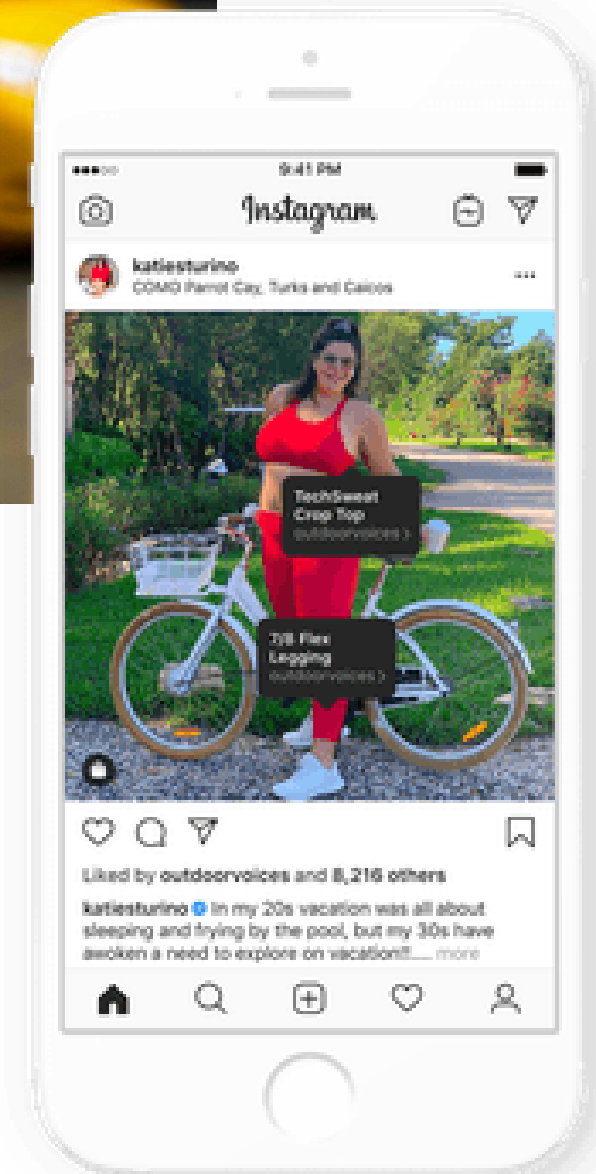 9:41 PM
Instagram
katiesturino
COMO Parrot Cay, Turks and Caicos
TechSweat
Crop Top
outdoorvoices >
7/8 Flex
Legging
outdoorvoices >
Liked by outdoorvoices and 8,216 others
katiesturino In my 20s vacation was all about
sleeping and frying by the pool, but my 30s have
awoken a need to explore on vacation!!.... more